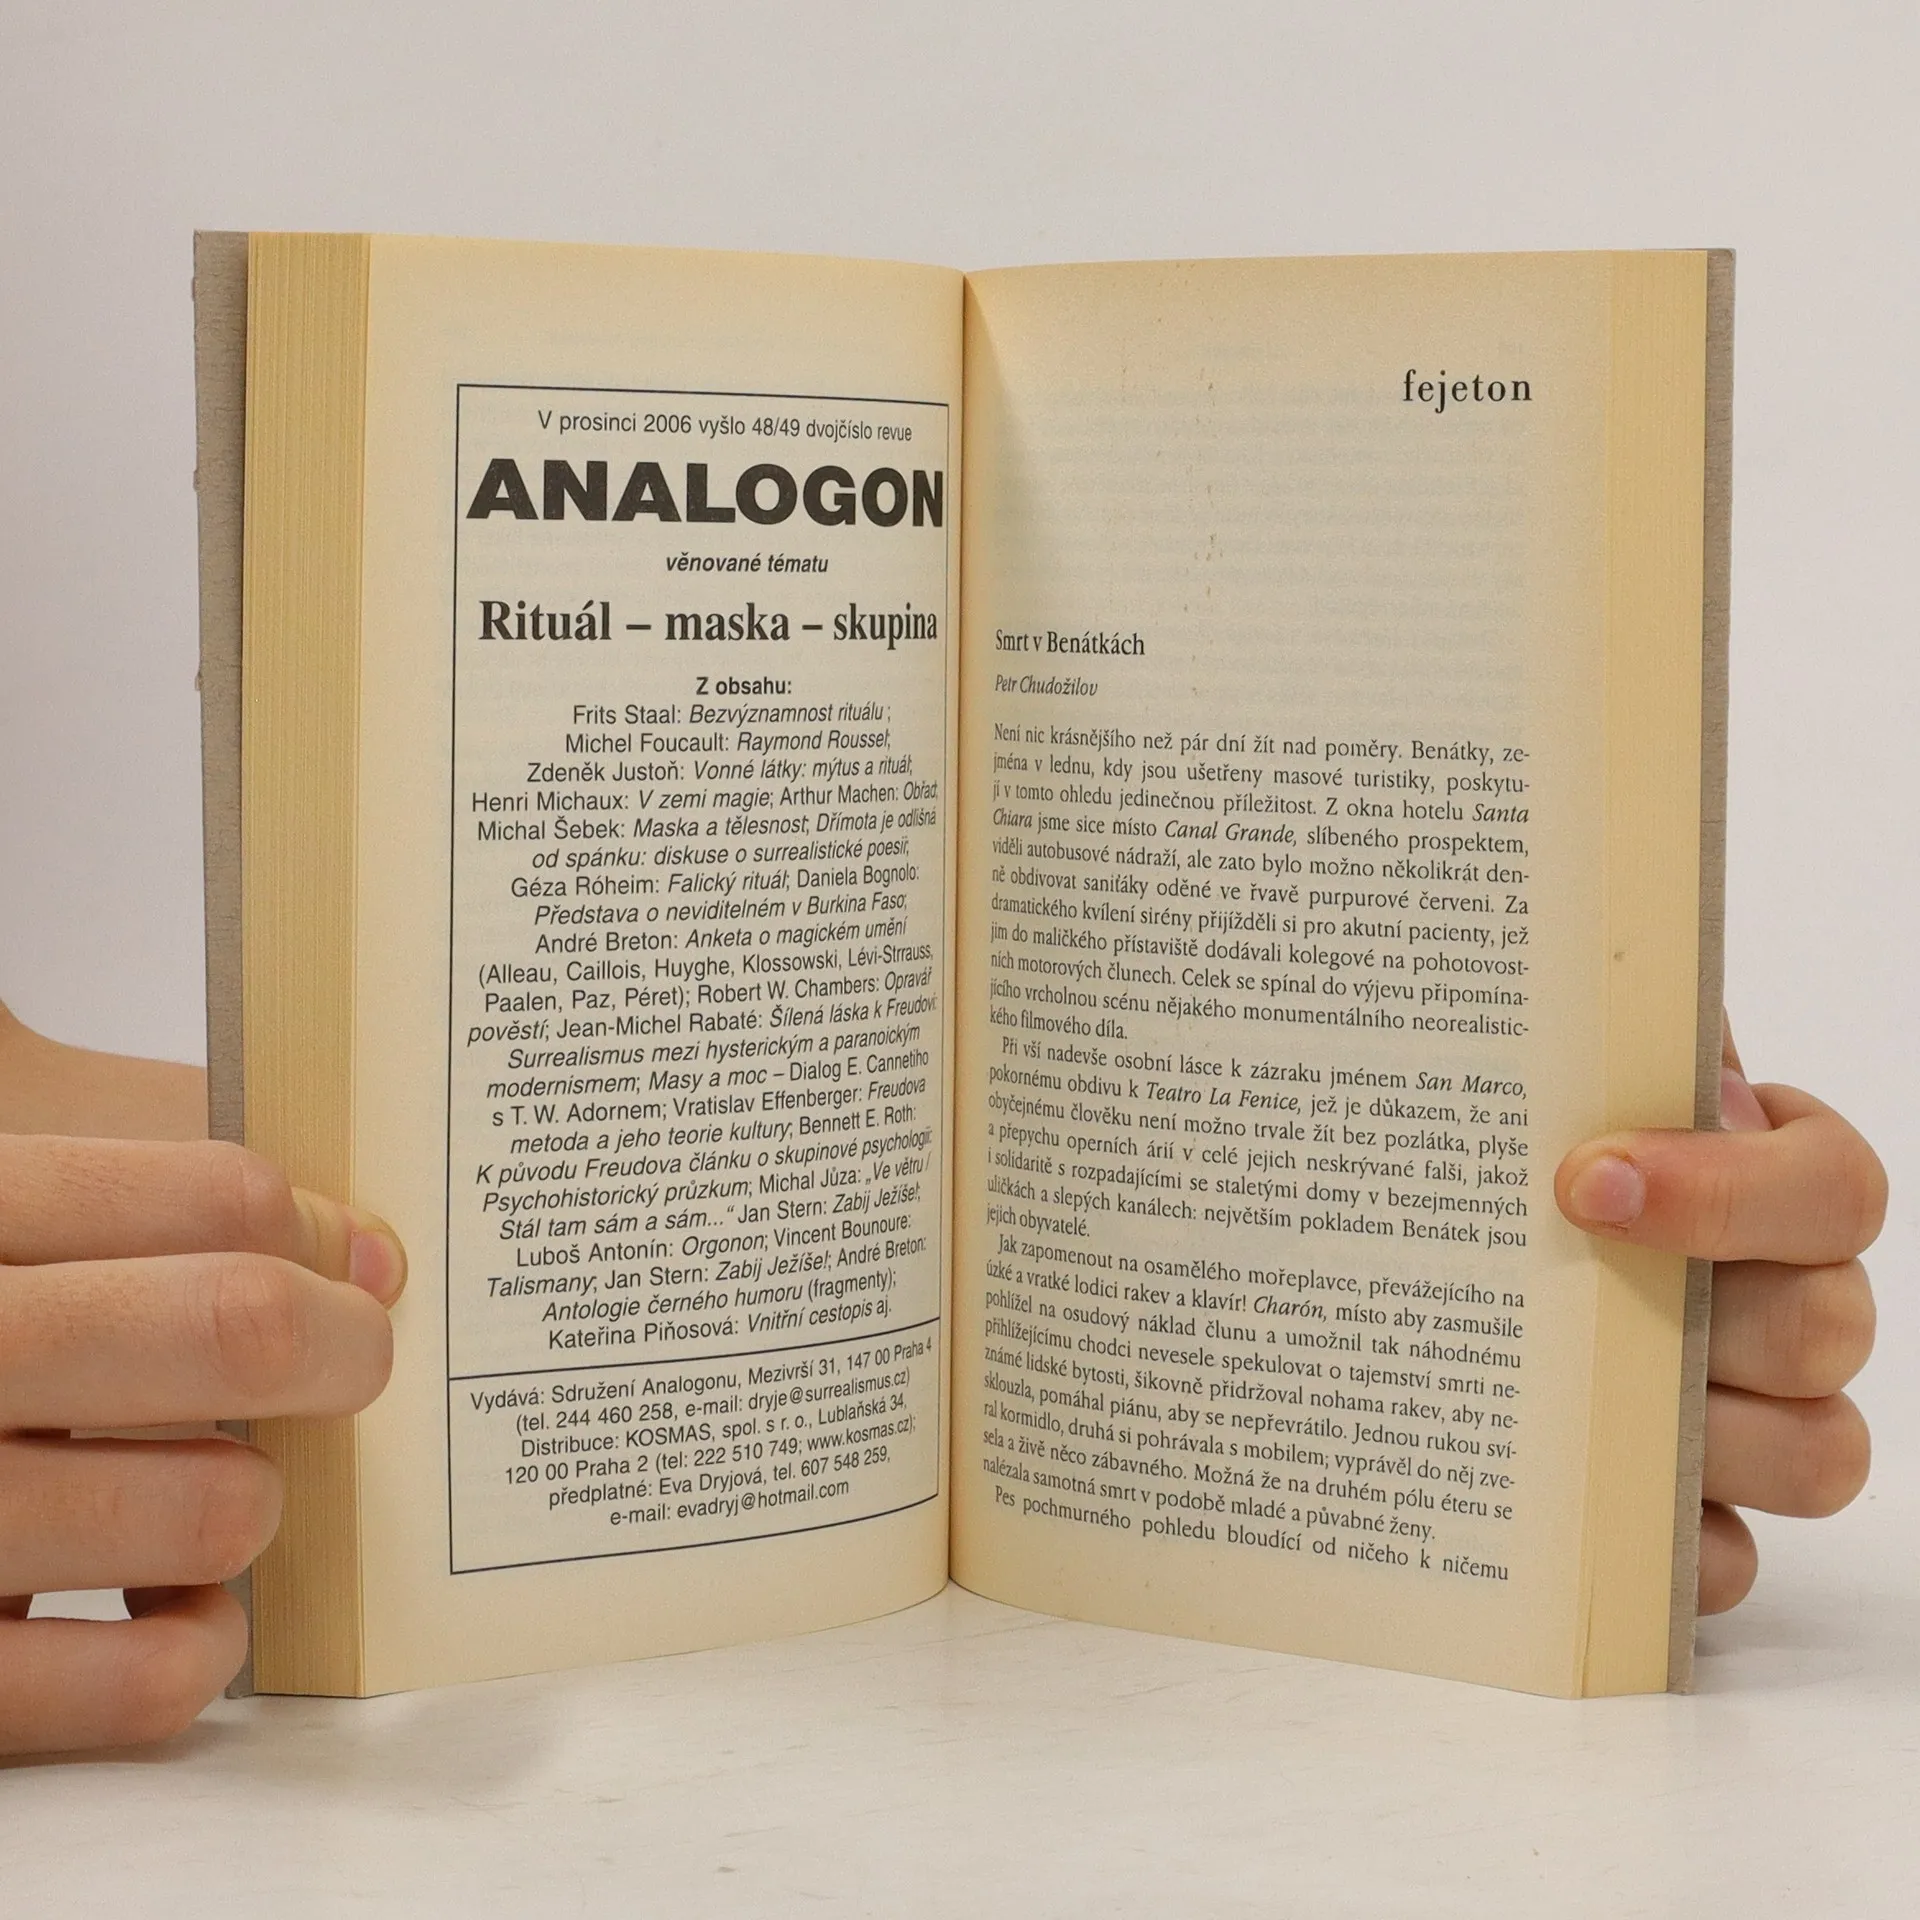 V prosinci 2006 vyšlo 48/49 dvojčíslo revue
ANALOGON
věnované tématu
Rituál – maska – skupina
Z obsahu:
Frits Staal: Bezvýznamnost rituálu ;
Michel Foucault: Raymond Roussel;
Zdeněk Justoň: Vonné látky: mýtus a rituál;
Henri Michaux: V zemi magie; Arthur Machen: Obřad;
Michal Šebek: Maska a tělesnost; Dřímota je odlišná
od spánku: diskuse o surrealistické poesii;
Géza Róheim: Falický rituál; Daniela Bognolo:
Představa o neviditelném v Burkina Faso;
André Breton: Anketa o magickém umění
(Alleau, Caillois, Huyghe, Klossowski, Lévi-Strrauss,
Paalen, Paz, Péret); Robert W. Chambers: Opravář
pověstí; Jean-Michel Rabaté: Šílená láska k Freudovi:
Surrealismus mezi hysterickým a paranoickým
modernismem; Masy a moc – Dialog E. Cannetiho
s T. W. Adornem; Vratislav Effenberger: Freudova
metoda a jeho teorie kultury; Bennett E. Roth:
K původu Freudova článku o skupinové psychologii:
Psychohistorický průzkum; Michal Jůza: „Ve větru /
Stál tam sám a sám...“ Jan Stern: Zabij Ježíše!;
Luboš Antonín: Orgonon; Vincent Bounoure:
Talismany; Jan Stern: Zabij Ježíše!; André Breton:
Antologie černého humoru (fragmenty);
Kateřina Piňosová: Vnitřní cestopis aj.
Vydává: Sdružení Analogonu, Mezivrší 31, 147 00 Praha 4
(tel. 244 460 258, e-mail: dryje@surrealismus.cz)
Distribuce: KOSMAS, spol. s r. o., Lublaňská 34,
120 00 Praha 2 (tel: 222 510 749; www.kosmas.cz);
předplatné: Eva Dryjová, tel. 607 548 259,
e-mail: evadryj@hotmail.com
fejeton
Smrt v Benátkách
Petr Chudožilov
Není nic krásnějšího než pár dní žít nad poměry. Benátky, ze-
jména v lednu, kdy jsou ušetřeny masové turistiky, poskytu-
jí v tomto ohledu jedinečnou příležitost. Z okna hotelu Santa
Chiara jsme sice místo Canal Grande, slíbeného prospektem,
viděli autobusové nádraží, ale zato bylo možno několikrát den-
ně obdivovat saniťáky oděné ve řvavě purpurové červeni. Za
dramatického kvílení sirény přijížděli si pro akutní pacienty, jež
jim do maličkého přístaviště dodávali kolegové na pohotovost-
ních motorových člunech. Celek se spínal do výjevu připomína-
jícího vrcholnou scénu nějakého monumentálního neorealistic-
kého filmového díla.
Při vší nadevše osobní lásce k zázraku jménem San Marco,
pokornému obdivu k Teatro La Fenice, jež je důkazem, že ani
obyčejnému člověku není možno trvale žít bez pozlátka, plyše
a přepychu operních árií v celé jejich neskrývané falši, jakož
i solidaritě s rozpadajícími se staletými domy v bezejmenných
uličkách a slepých kanálech: největším pokladem Benátek jsou
jejich obyvatelé.
Jak zapomenout na osamělého mořeplavce, převážejícího na
úzké a vratké lodici rakev a klavír! Charón, místo aby zasmušile
pohlížel na osudový náklad člunu a umožnil tak náhodnému
přihlížejícímu chodci nevesele spekulovat o tajemství smrti ne-
známé lidské bytosti, šikovně přidržoval nohama rakev, aby ne-
sklouzla, pomáhal piánu, aby se nepřevrátilo. Jednou rukou sví-
ral kormidlo, druhá si pohrávala s mobilem; vyprávěl do něj zve-
sela a živě něco zábavného. Možná že na druhém pólu éteru se
nalézala samotná smrt v podobě mladé a půvabné ženy.
Pes pochmurného pohledu bloudící od ničeho k ničemu